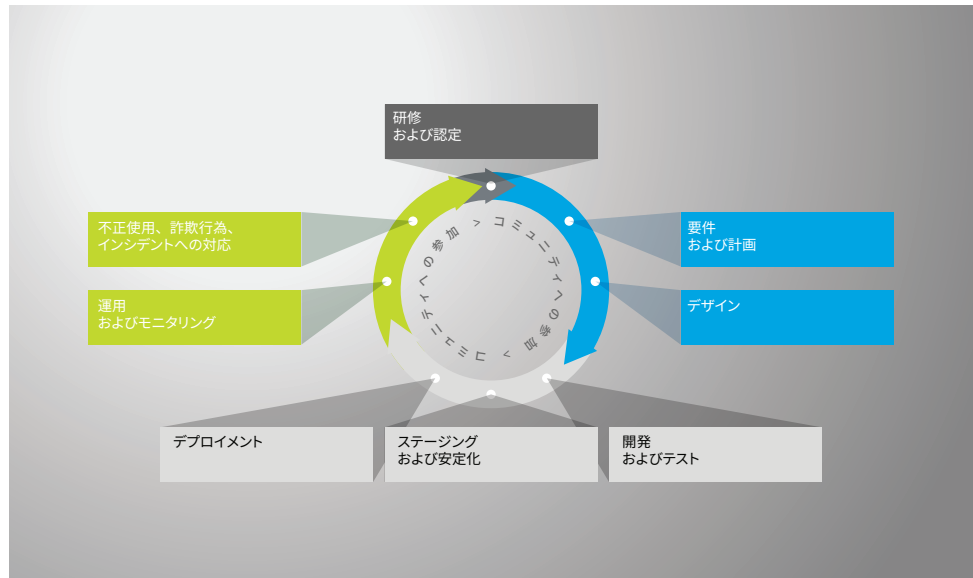 研修
および認定
要件
および計画
デザイン
開発
およびテスト
ステージング
および安定化
デプロイメント
運用
およびモニタリング
不正使用、詐欺行為、
インシデントへの対応
コミュニティへの参加 > コミュニティへの参加 >